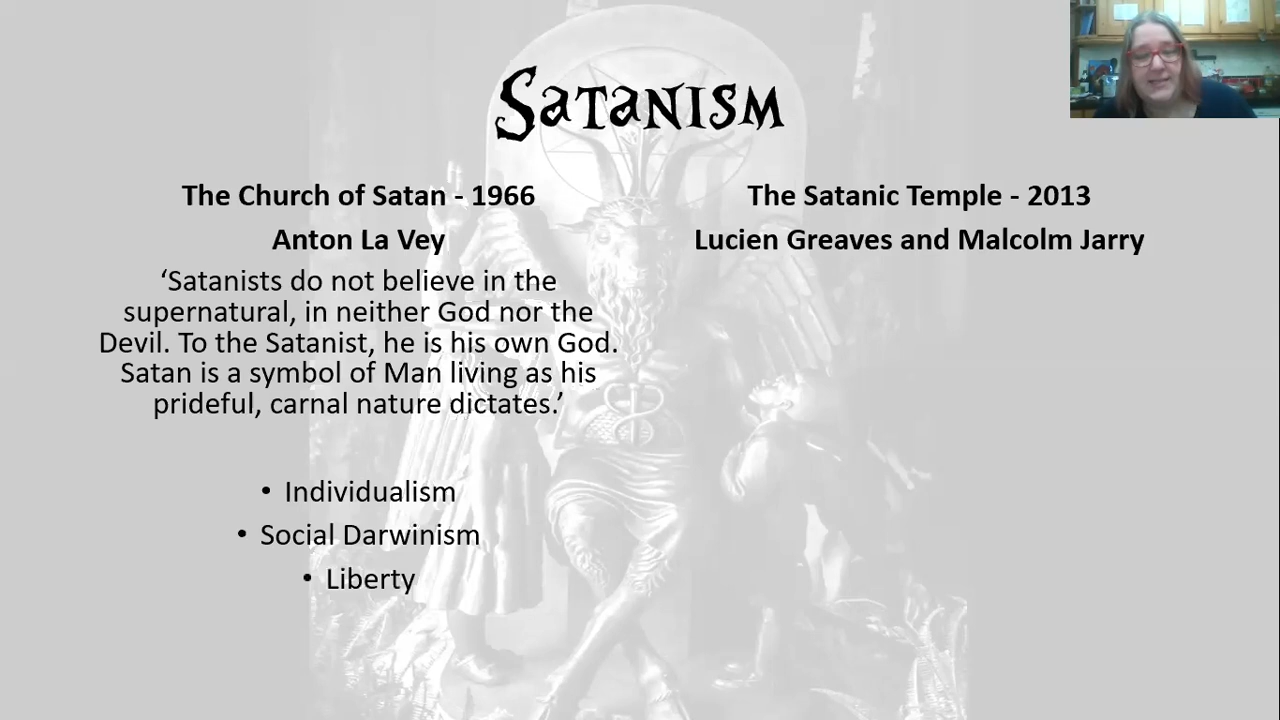 Satanism
The Church of Satan - 1966
Anton La Vey
‘Satanists do not believe in the
supernatural, in neither God nor the
Devil. To the Satanist, he is his own God.
Satan is a symbol of Man living as his
prideful, carnal nature dictates.’
• Individualism
• Social Darwinism
• Liberty
The Satanic Temple - 2013
Lucien Greaves and Malcolm Jarry